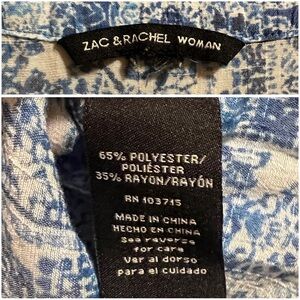 ZAC & RACHEL WOMAN
65% POLYESTER/
POLIÉSTER
35% RAYON/RAYÓN
RN 103715
MADE IN CHINA
HECHO EN CHINA
See reverse
for care
Ver al dorso
para el cuidado